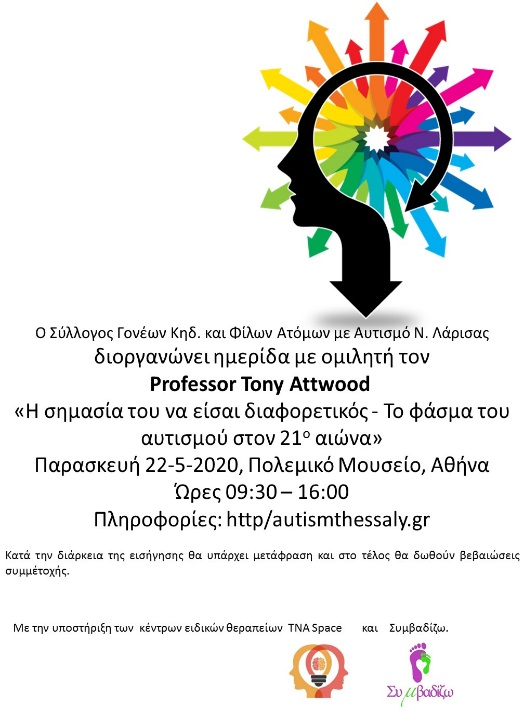 Ο Σύλλογος Γονέων Κηδ. και Φίλων Ατόμων με Αυτισμό Ν. Λάρισας
διοργανώνει ημερίδα με ομιλητή τον
Professor Tony Attwood
«Η σημασία του να είσαι διαφορετικός - Το φάσμα του
αυτισμού στον 21ο αιώνα»
Παρασκευή 22-5-2020, Πολεμικό Μουσείο, Αθήνα
Ώρες 09:30 – 16:00
Πληροφορίες: http/autismthessaly.gr
Κατά την διάρκεια της εισήγησης θα υπάρχει μετάφραση και στο τέλος θα δωθούν βεβαιώσεις
συμμέτοχής.
Με την υποστήριξη των κέντρων ειδικών θεραπείων TNA Space και Συμβαδίζω.
Συμβαδίζω